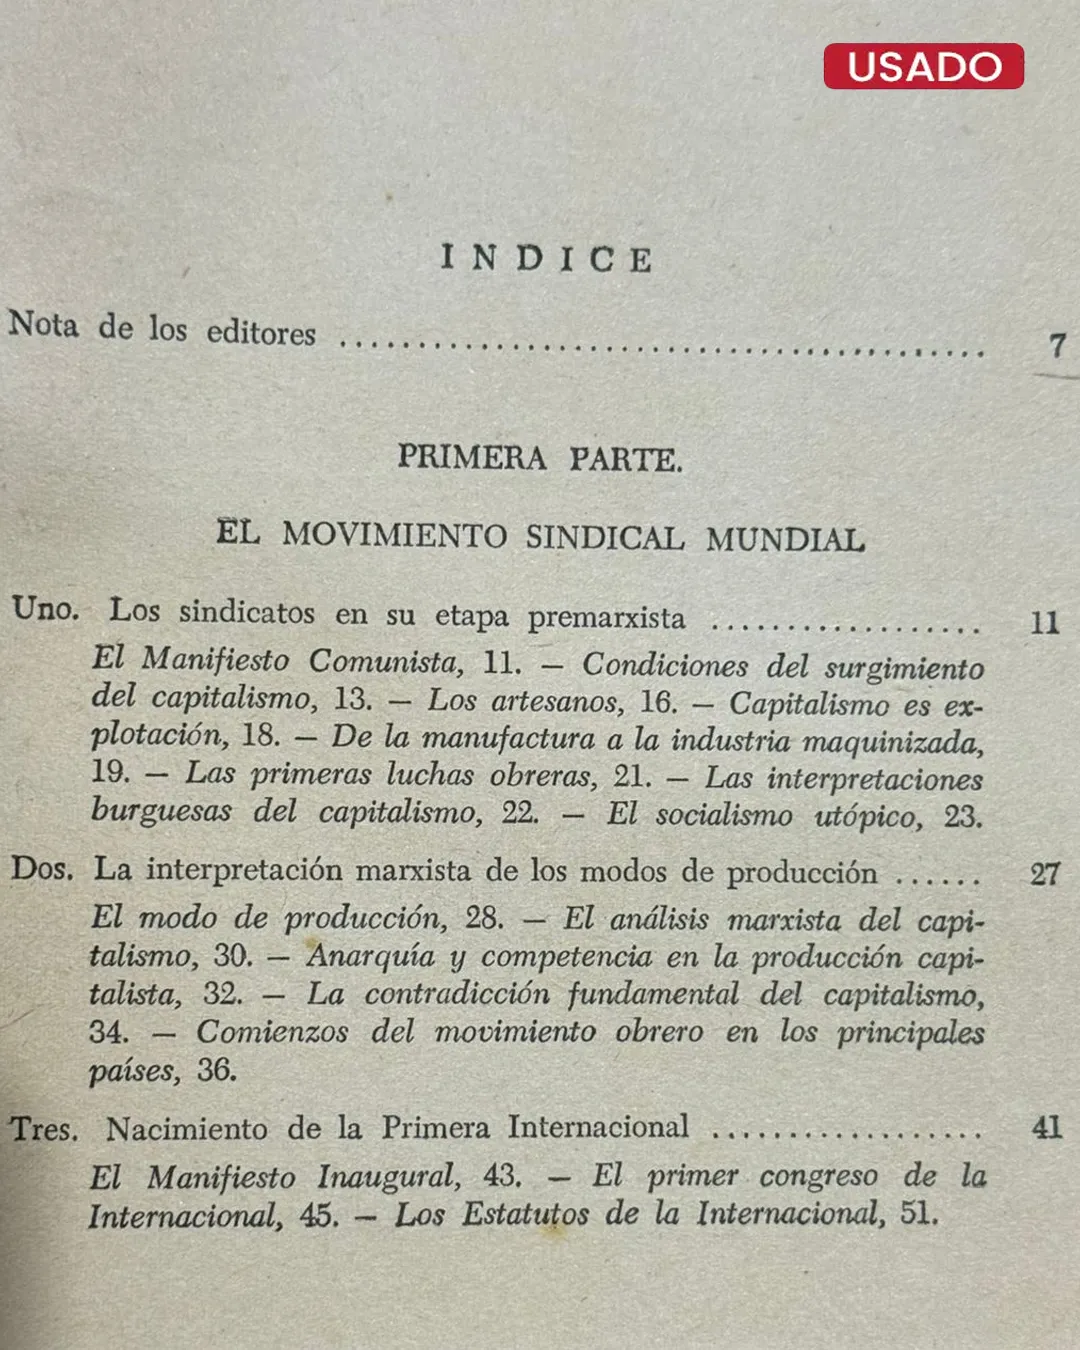 USADO
INDICE
Nota de los editores ......................................... 7
PRIMERA PARTE.
EL MOVIMIENTO SINDICAL MUNDIAL
Uno. Los sindicatos en su etapa premarxista .................. 11
El Manifiesto Comunista, 11. — Condiciones del surgimiento
del capitalismo, 13. — Los artesanos, 16. — Capitalismo es ex-
plotación, 18. — De la manufactura a la industria maquinizada,
19. — Las primeras luchas obreras, 21. — Las interpretaciones
burguesas del capitalismo, 22. — El socialismo utópico, 23.
Dos. La interpretación marxista de los modos de producción ...... 27
El modo de producción, 28. — El análisis marxista del capi-
talismo, 30. — Anarquía y competencia en la producción capi-
talista, 32. — La contradicción fundamental del capitalismo,
34. — Comienzos del movimiento obrero en los principales
países, 36.
Tres. Nacimiento de la Primera Internacional .................. 41
El Manifiesto Inaugural, 43. — El primer congreso de la
Internacional, 45. — Los Estatutos de la Internacional, 51.